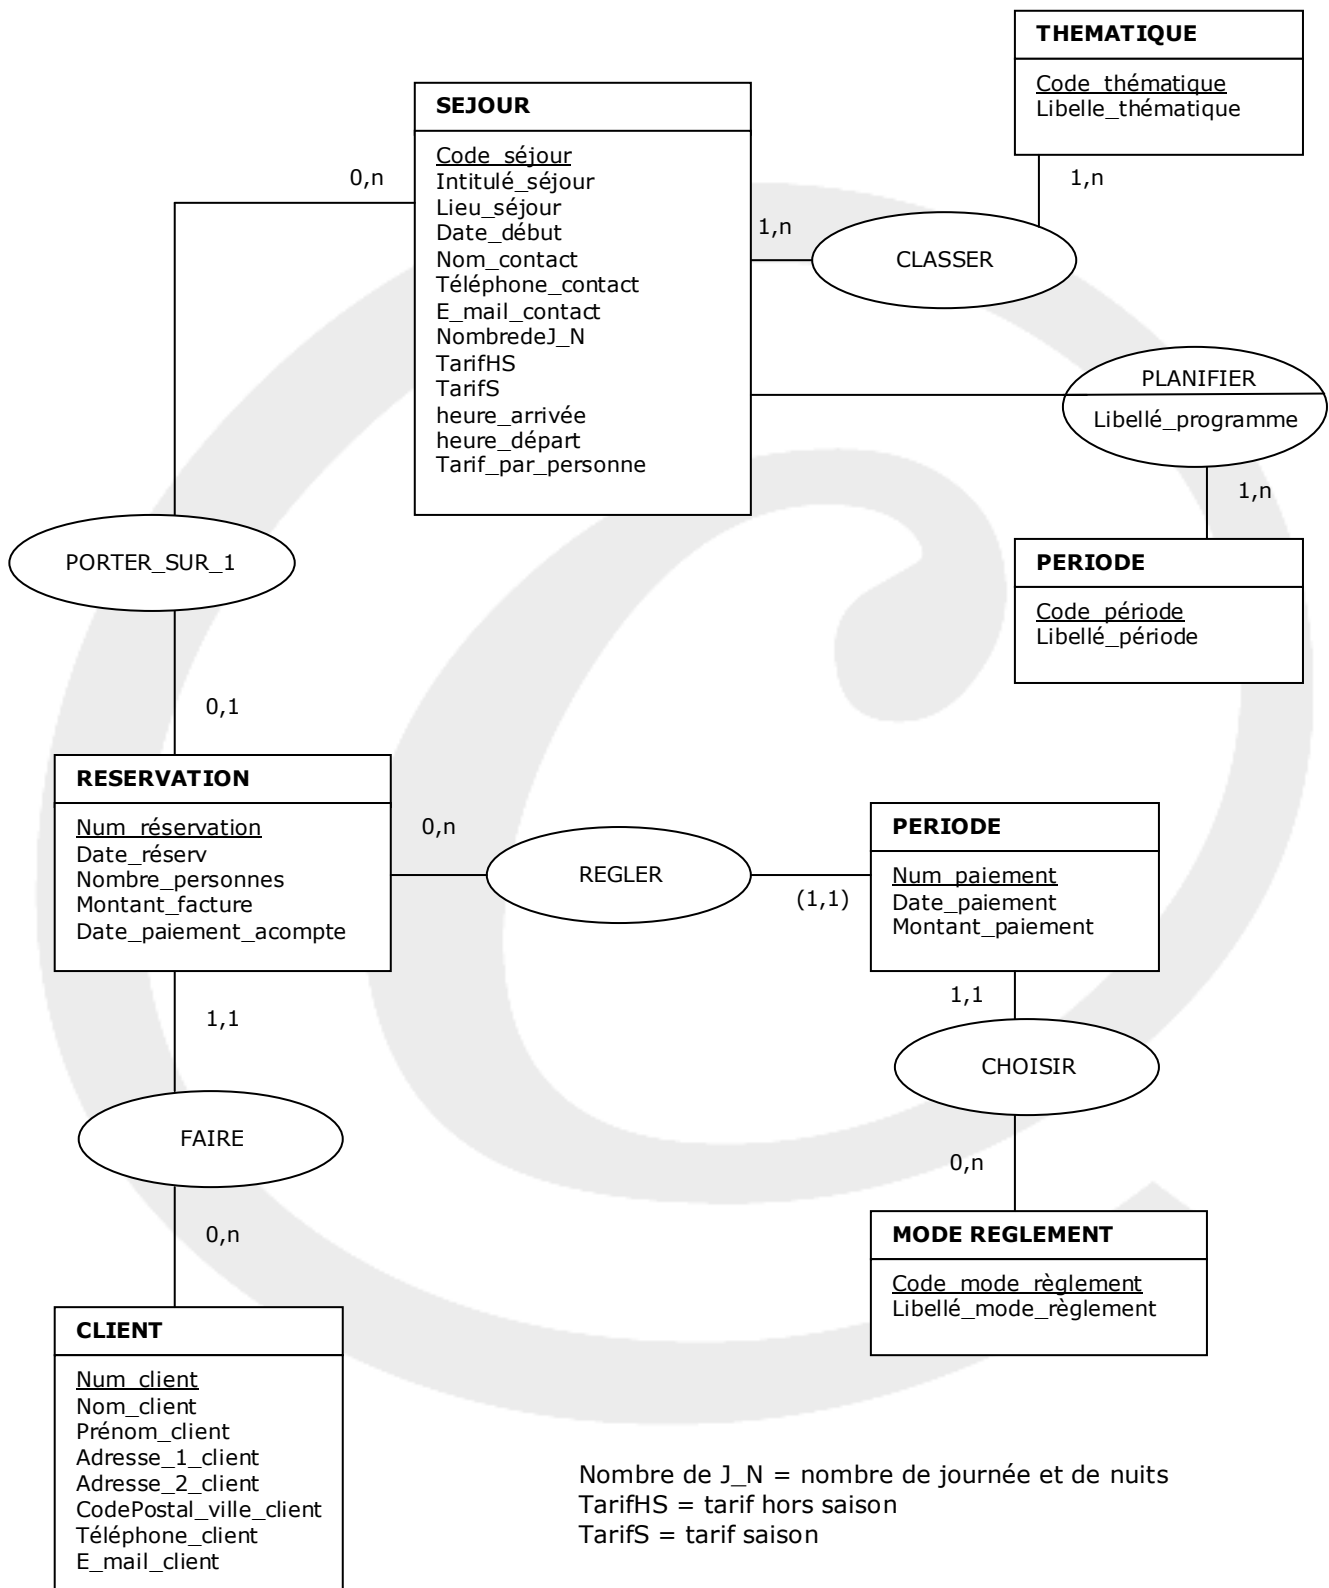 THEMATIQUE
Code_thématique
Libelle_thématique
1,n
SEJOUR
Code_séjour
Intitulé_séjour
Lieu_séjour
Date_début
Nom_contact
Téléphone_contact
E_mail_contact
NombredeJ_N
TarifHS
TarifS
heure_arrivée
heure_départ
Tarif_par_personne
0,n
1,n
CLASSER
PLANIFIER
Libellé_programme
1,n
PERIODE
Code_période
Libellé_période
PORTER_SUR_1
0,1
RESERVATION
Num_réservation
Date_réserv
Nombre_personnes
Montant_facture
Date_paiement_acompte
0,n
REGLER
(1,1)
PERIODE
Num_paiement
Date_paiement
Montant_paiement
1,1
CHOISIR
0,n
MODE REGLEMENT
Code_mode_règlement
Libellé_mode_règlement
1,1
FAIRE
0,n
CLIENT
Num_client
Nom_client
Prénom_client
Adresse_1_client
Adresse_2_client
CodePostal_ville_client
Téléphone_client
E_mail_client
Nombre de J_N = nombre de journée et de nuits
TarifHS = tarif hors saison
TarifS = tarif saison